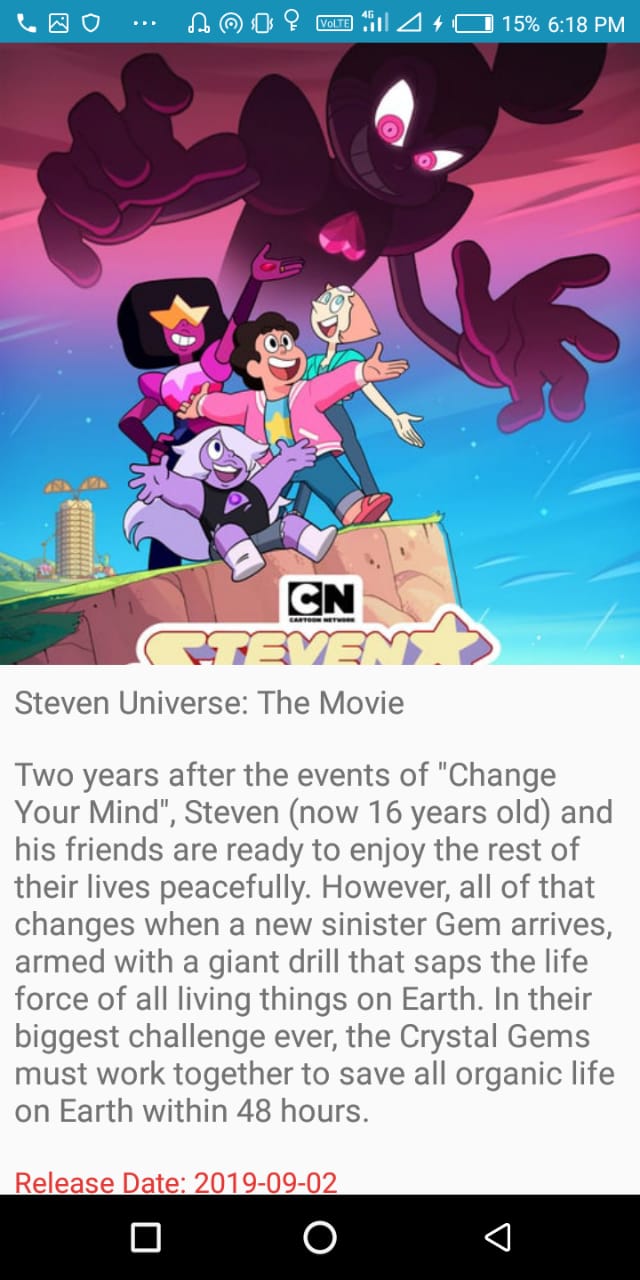 VoLTE 4G 15% 6:18 PM
CN
CARTOON NETWORK
STEVEN
Steven Universe: The Movie
Two years after the events of "Change
Your Mind", Steven (now 16 years old) and
his friends are ready to enjoy the rest of
their lives peacefully. However, all of that
changes when a new sinister Gem arrives,
armed with a giant drill that saps the life
force of all living things on Earth. In their
biggest challenge ever, the Crystal Gems
must work together to save all organic life
on Earth within 48 hours.
Release Date: 2019-09-02